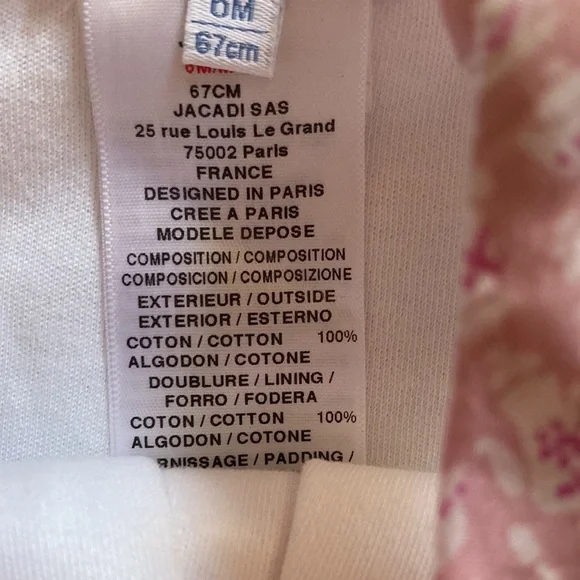 6M
67cm
67CM
JACADI SAS
25 rue Louis Le Grand
75002 Paris
FRANCE
DESIGNED IN PARIS
CREE A PARIS
MODELE DEPOSE
COMPOSITION / COMPOSITION
COMPOSICION / COMPOSIZIONE
EXTERIEUR / OUTSIDE
EXTERIOR / ESTERNO
COTON / COTTON 100%
ALGODON / COTONE
DOUBLURE / LINING /
FORRO / FODERA
COTON / COTTON 100%
ALGODON / COTONE
RNISSAGE / PADDING /